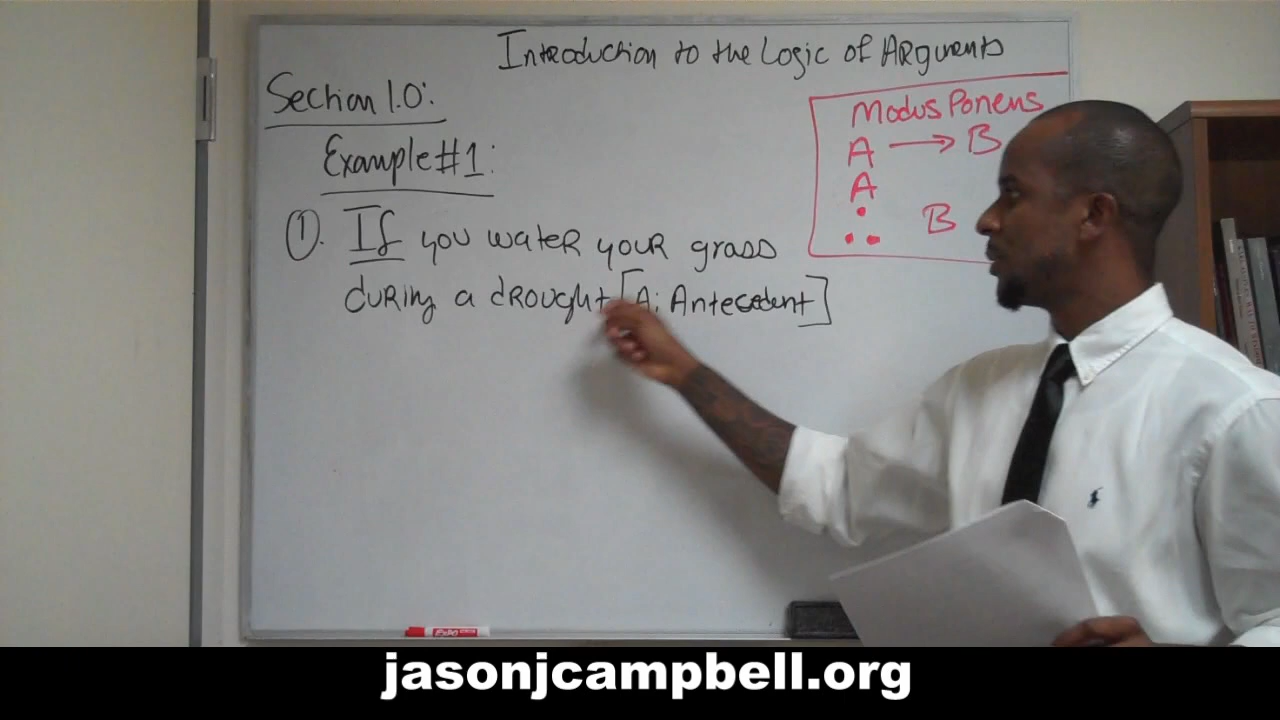 Introduction to the Logic of Arguments
Section 1.0:
Example #1:
Modus Ponens
A → B
A
∴ B
①. If you water your grass
during a drought [A: Antecedent]
EXPO
jasonjcampbell.org